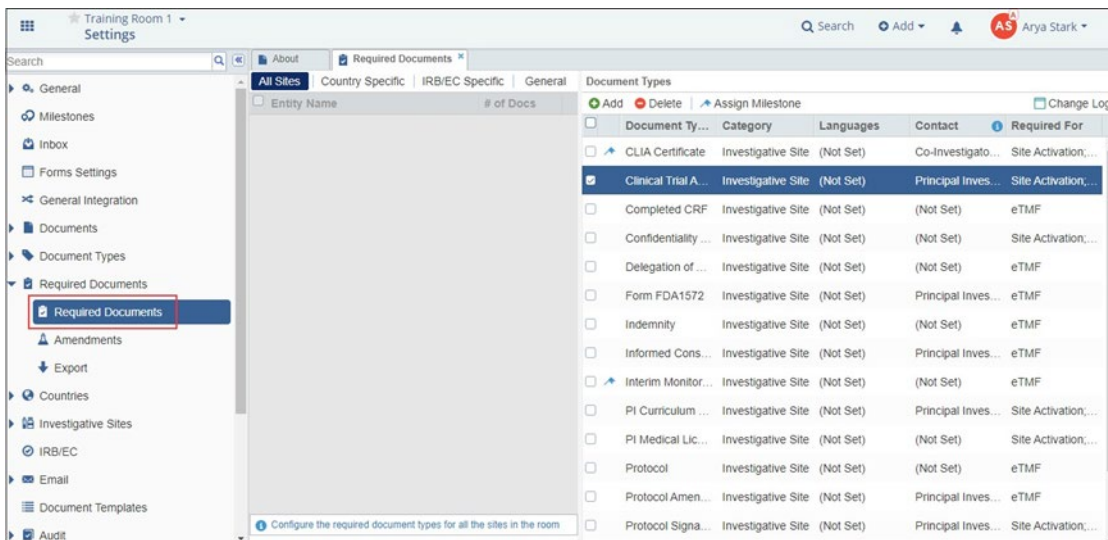 Training Room 1
Settings
Search
Add
AS
A
Arya Stark
Search
About
Required Documents
General
Milestones
Inbox
Forms Settings
General Integration
Documents
Document Types
Required Documents
Required Documents
Amendments
Export
Countries
Investigative Sites
IRB/EC
Email
Document Templates
Audit
All Sites Country Specific IRB/EC Specific General
Entity Name # of Docs
Configure the required document types for all the sites in the room
Document Types
Add Delete Assign Milestone Change Log
Document Ty... Category Languages Contact Required For
CLIA Certificate Investigative Site (Not Set) Co-Investigato... Site Activation;...
Clinical Trial A... Investigative Site (Not Set) Principal Inves... Site Activation;...
Completed CRF Investigative Site (Not Set) (Not Set) eTMF
Confidentiality ... Investigative Site (Not Set) (Not Set) Site Activation;...
Delegation of ... Investigative Site (Not Set) (Not Set) eTMF
Form FDA1572 Investigative Site (Not Set) Principal Inves... eTMF
Indemnity Investigative Site (Not Set) (Not Set) eTMF
Informed Cons... Investigative Site (Not Set) Principal Inves... eTMF
Interim Monitor... Investigative Site (Not Set) (Not Set) eTMF
PI Curriculum ... Investigative Site (Not Set) Principal Inves... Site Activation;...
PI Medical Lic... Investigative Site (Not Set) (Not Set) Site Activation;...
Protocol Investigative Site (Not Set) (Not Set) eTMF
Protocol Amen... Investigative Site (Not Set) Principal Inves... eTMF
Protocol Signa... Investigative Site (Not Set) Principal Inves... Site Activation;...